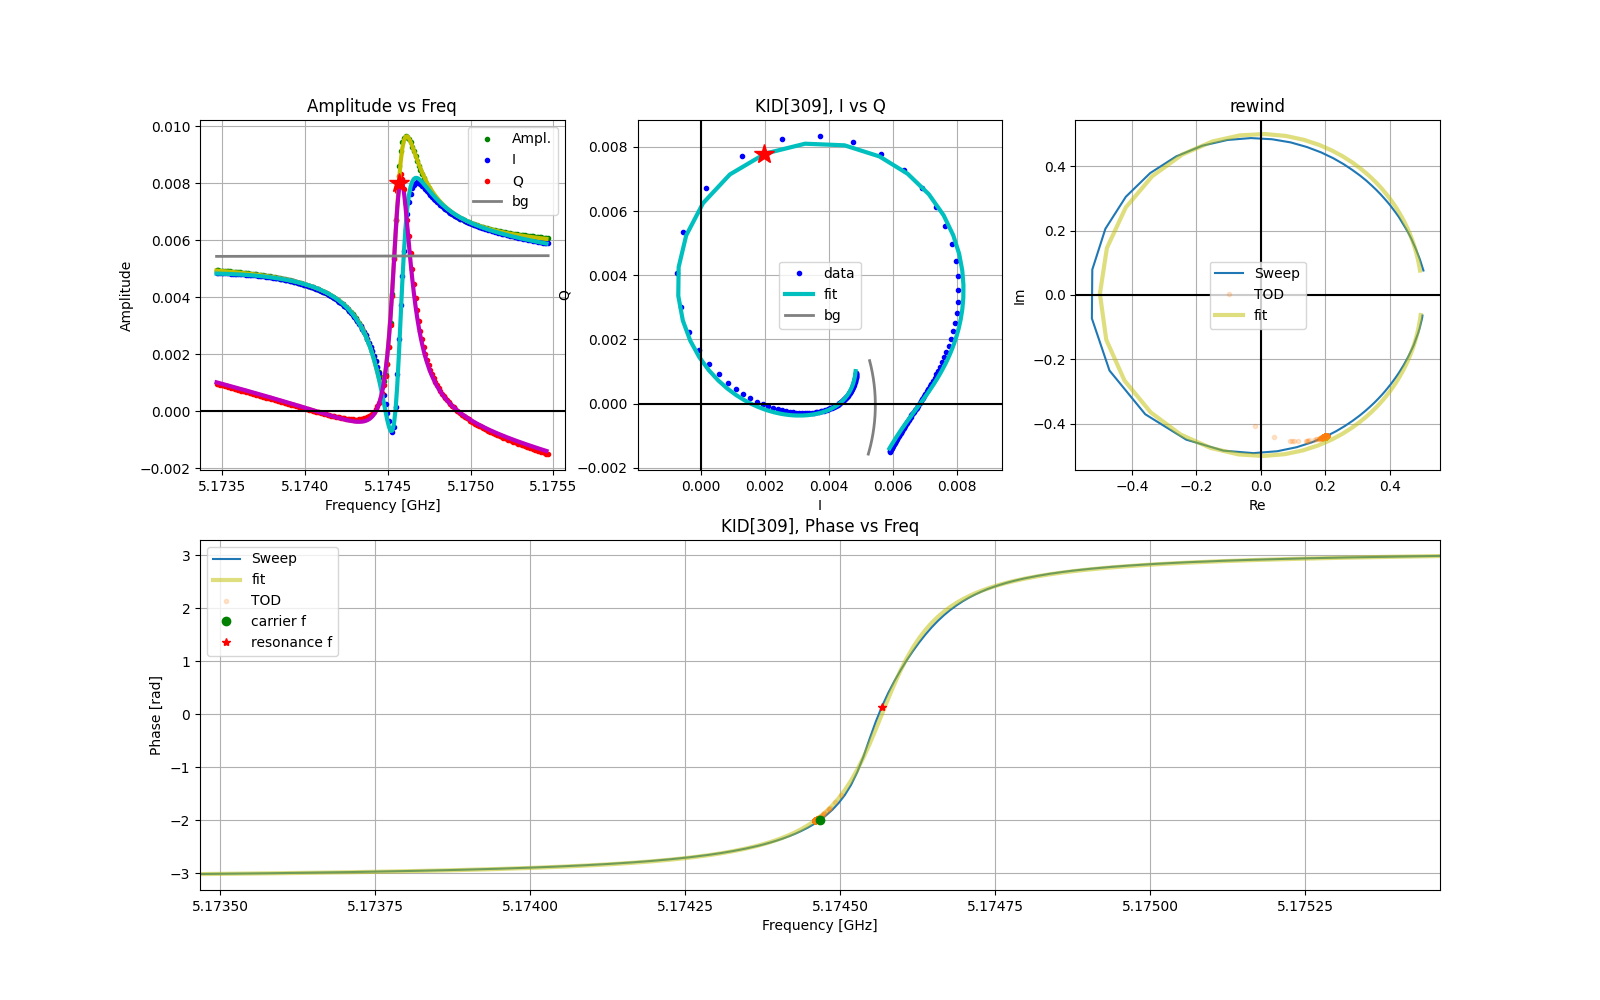 Amplitude vs Freq
0.010
0.008
0.006
0.004
0.002
0.000
−0.002
Amplitude
Ampl.
I
Q
bg
5.1735
5.1740
5.1745
5.1750
5.1755
Frequency [GHz]
KID[309], I vs Q
0.008
0.006
0.004
0.002
0.000
−0.002
Q
data
fit
bg
0.000
0.002
0.004
0.006
0.008
I
rewind
0.4
0.2
0.0
−0.2
−0.4
Im
Sweep
TOD
fit
−0.4
−0.2
0.0
0.2
0.4
Re
KID[309], Phase vs Freq
3
2
1
0
−1
−2
−3
Phase [rad]
Sweep
fit
TOD
carrier f
resonance f
5.17350
5.17375
5.17400
5.17425
5.17450
5.17475
5.17500
5.17525
Frequency [GHz]